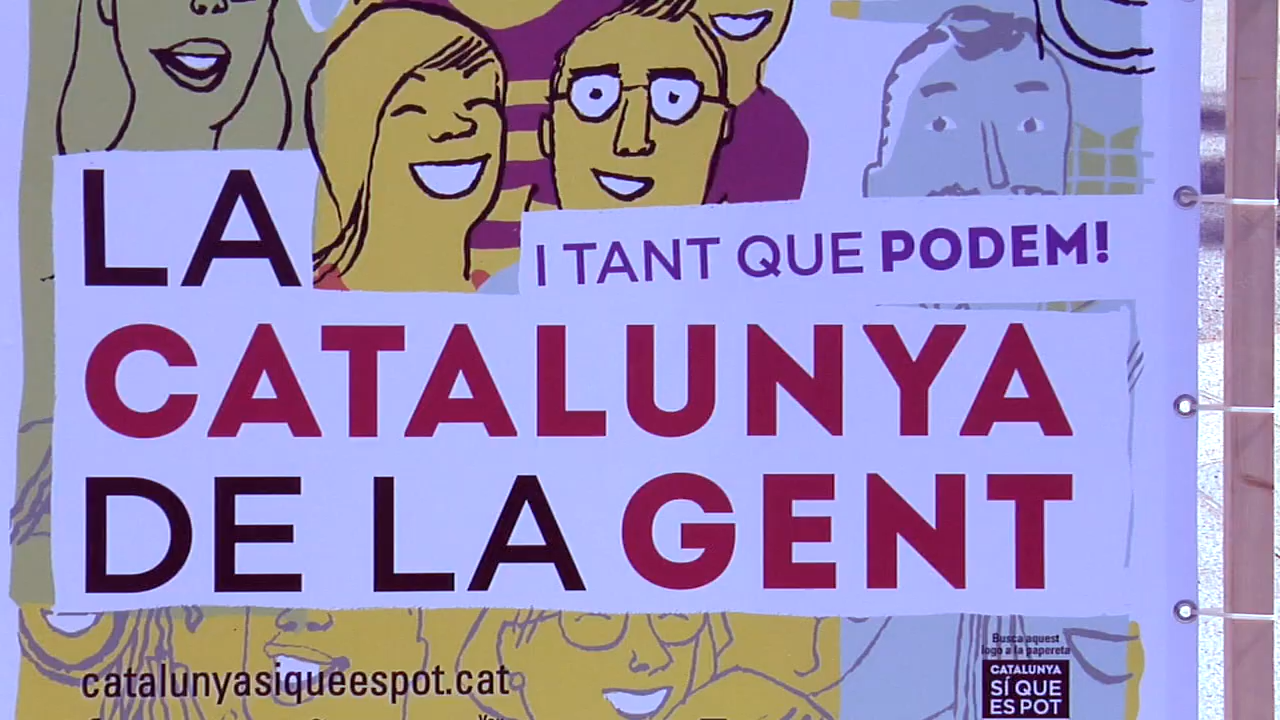 LA
I TANT QUE PODEM!
CATALUNYA
DE LA GENT
catalunyasiqueespot.cat
Busca aquest
logo a la papereta
CATALUNYA
SÍ QUE
ES POT